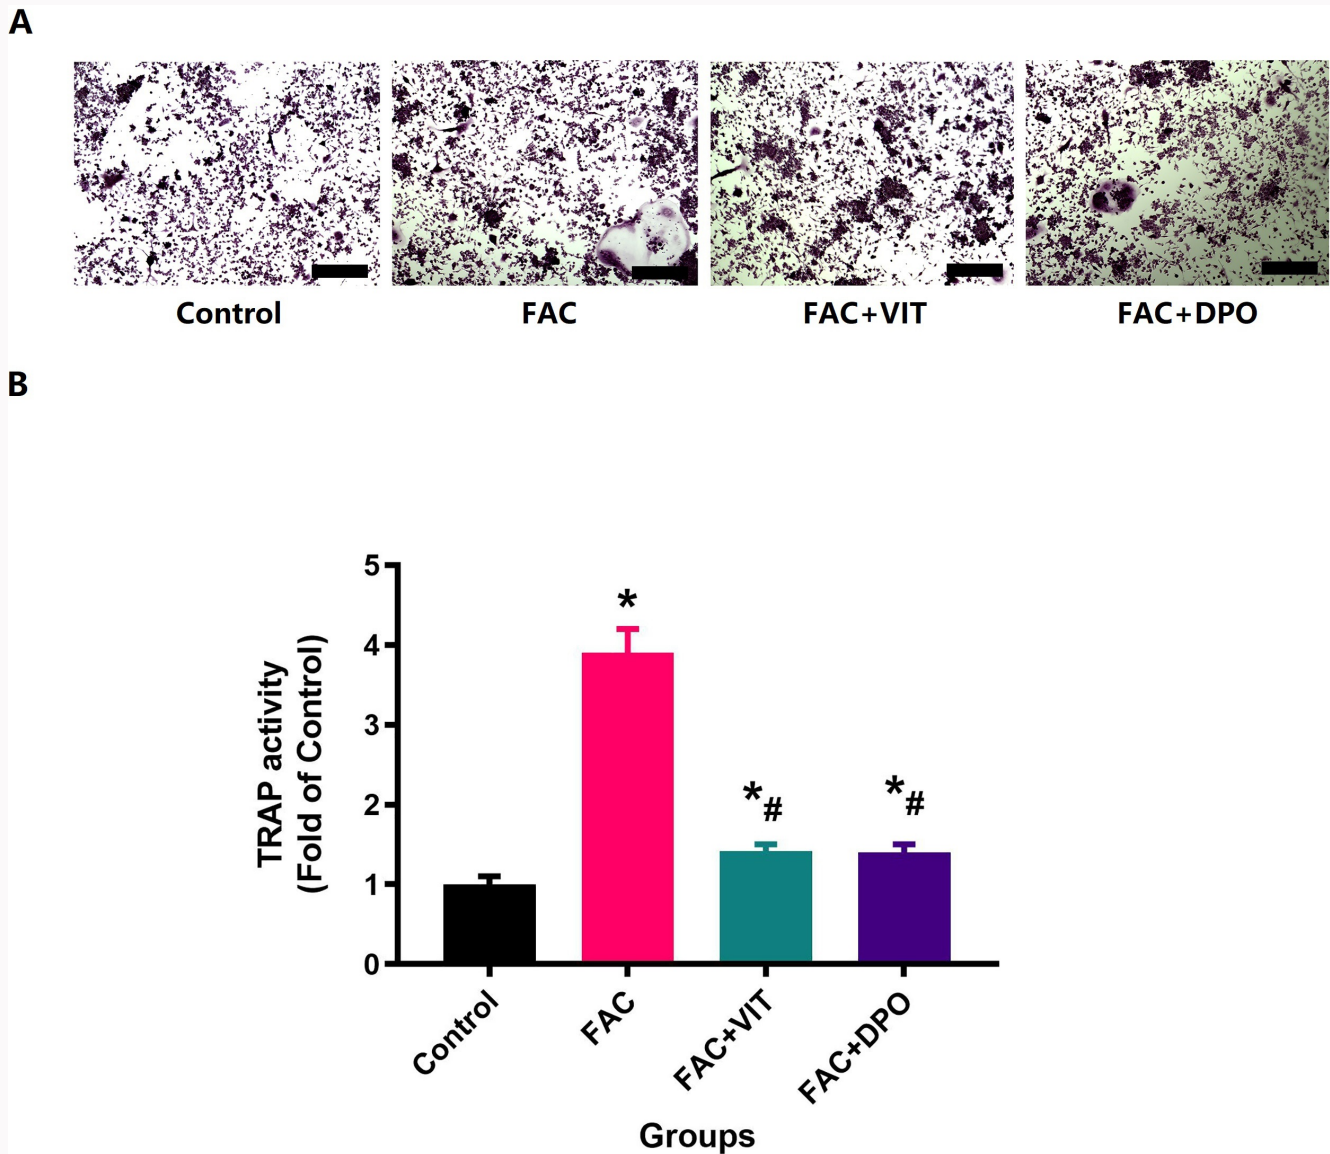 A
Control
FAC
FAC+VIT
FAC+DPO
B
TRAP activity
(Fold of Control)
5
4
3
2
1
0
*
*#
*#
Control
FAC
FAC+VIT
FAC+DPO
Groups